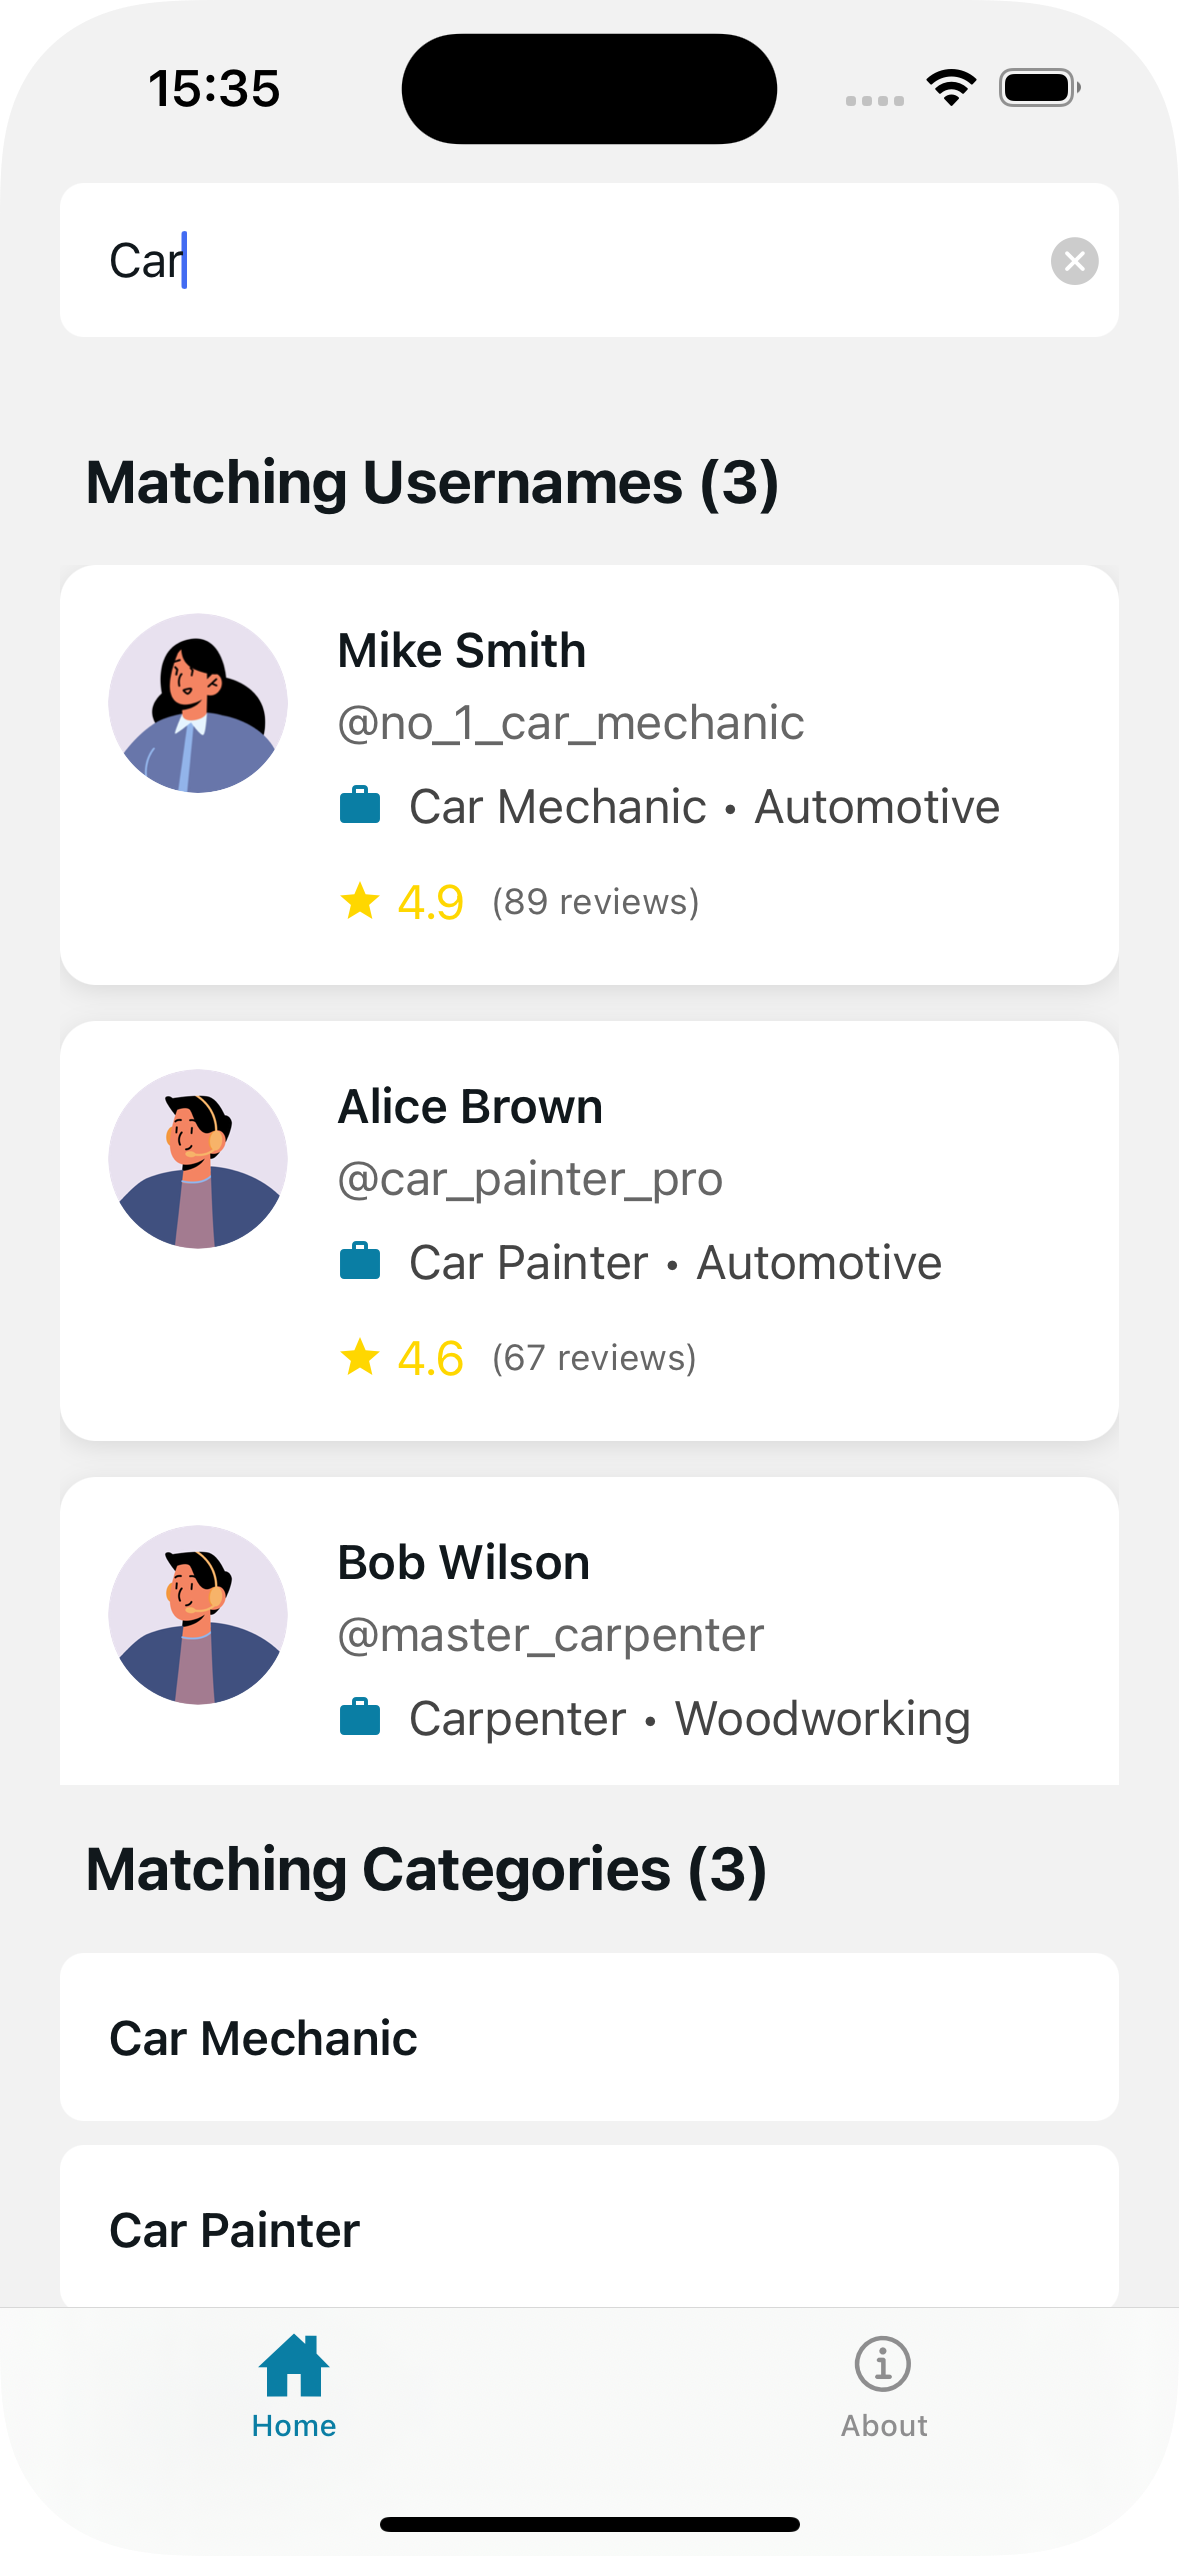 15:35
Car
Matching Usernames (3)
Mike Smith
@no_1_car_mechanic
Car Mechanic • Automotive
4.9 (89 reviews)
Alice Brown
@car_painter_pro
Car Painter • Automotive
4.6 (67 reviews)
Bob Wilson
@master_carpenter
Carpenter • Woodworking
Matching Categories (3)
Car Mechanic
Car Painter
Home
About